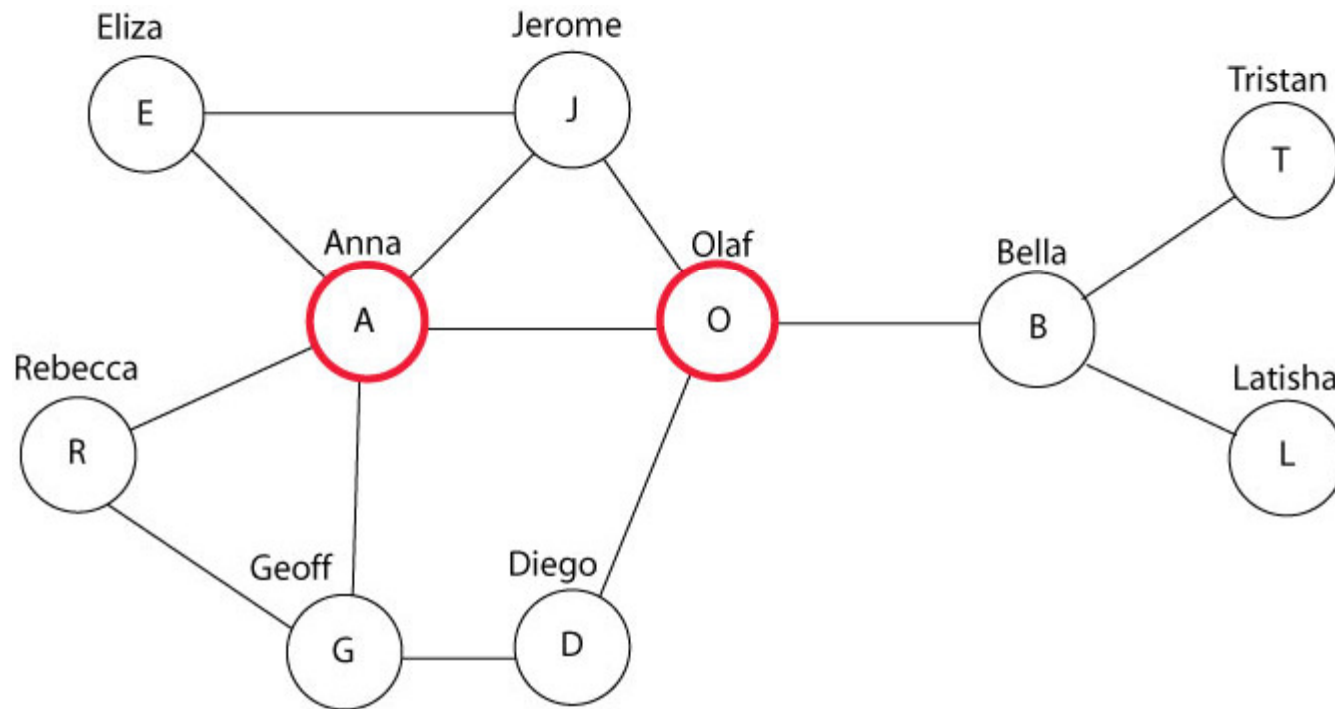 Eliza
E
Jerome
J
Tristan
T
Anna
A
Olaf
O
Bella
B
Rebecca
R
Latisha
L
Geoff
G
Diego
D